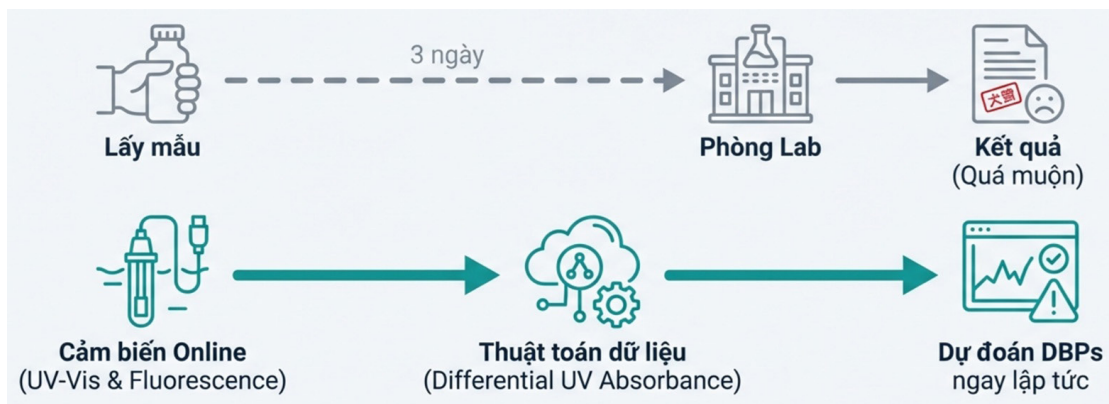 3 ngày
Lấy mẫu
Phòng Lab
Kết quả
(Quá muộn)
Cảm biến Online
(UV-Vis & Fluorescence)
Thuật toán dữ liệu
(Differential UV Absorbance)
Dự đoán DBPs
ngay lập tức